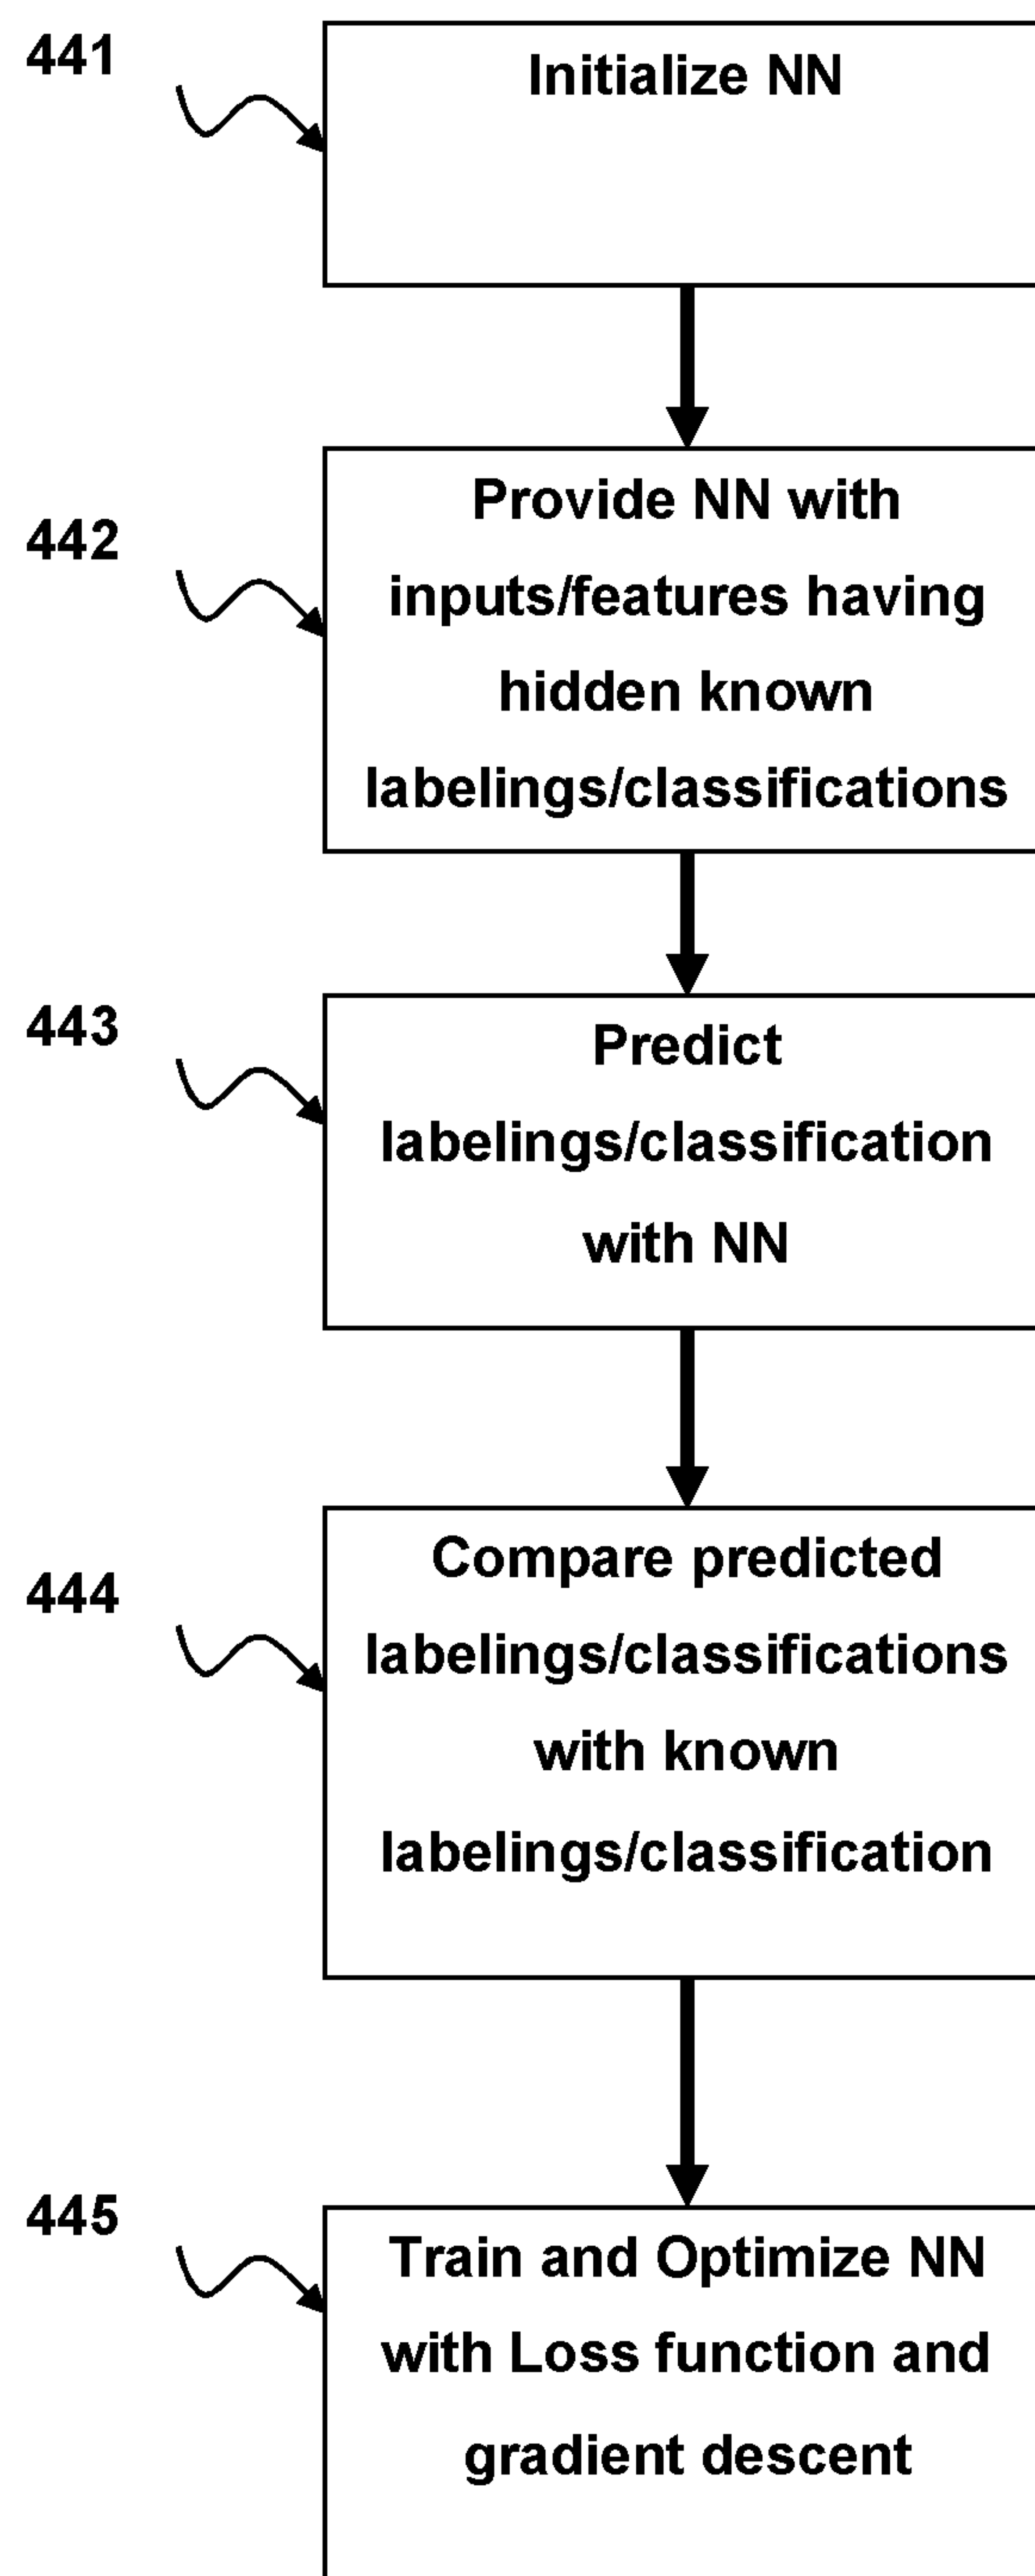 441
Initialize NN
442
Provide NN with
inputs/features having
hidden known
labelings/classifications
443
Predict
labelings/classification
with NN
444
Compare predicted
labelings/classifications
with known
labelings/classification
445
Train and Optimize NN
with Loss function and
gradient descent